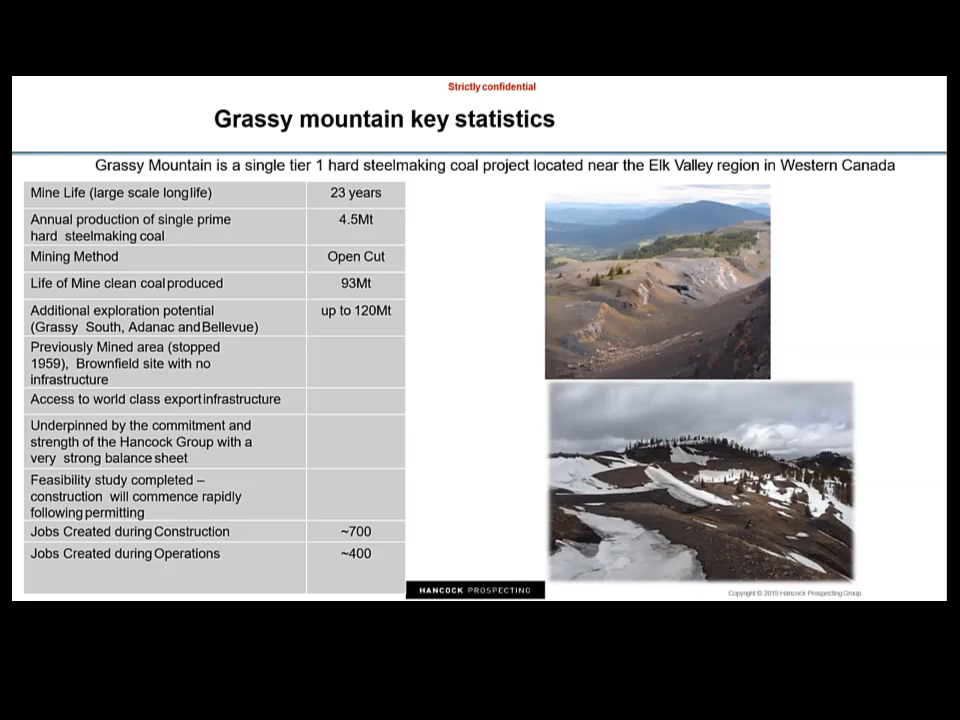 Strictly confidential
Grassy mountain key statistics
Grassy Mountain is a single tier 1 hard steelmaking coal project located near the Elk Valley region in Western Canada
Mine Life (large scale long life) 23 years
Annual production of single prime 4.5Mt
hard steelmaking coal
Mining Method Open Cut
Life of Mine clean coal produced 93Mt
Additional exploration potential up to 120Mt
(Grassy South, Adanac and Bellevue)
Previously Mined area (stopped
1959), Brownfield site with no
infrastructure
Access to world class export infrastructure
Underpinned by the commitment and
strength of the Hancock Group with a
very strong balance sheet
Feasibility study completed –
construction will commence rapidly
following permitting
Jobs Created during Construction ~700
Jobs Created during Operations ~400
HANCOCK PROSPECTING
Copyright © 2019 Hancock Prospecting Group